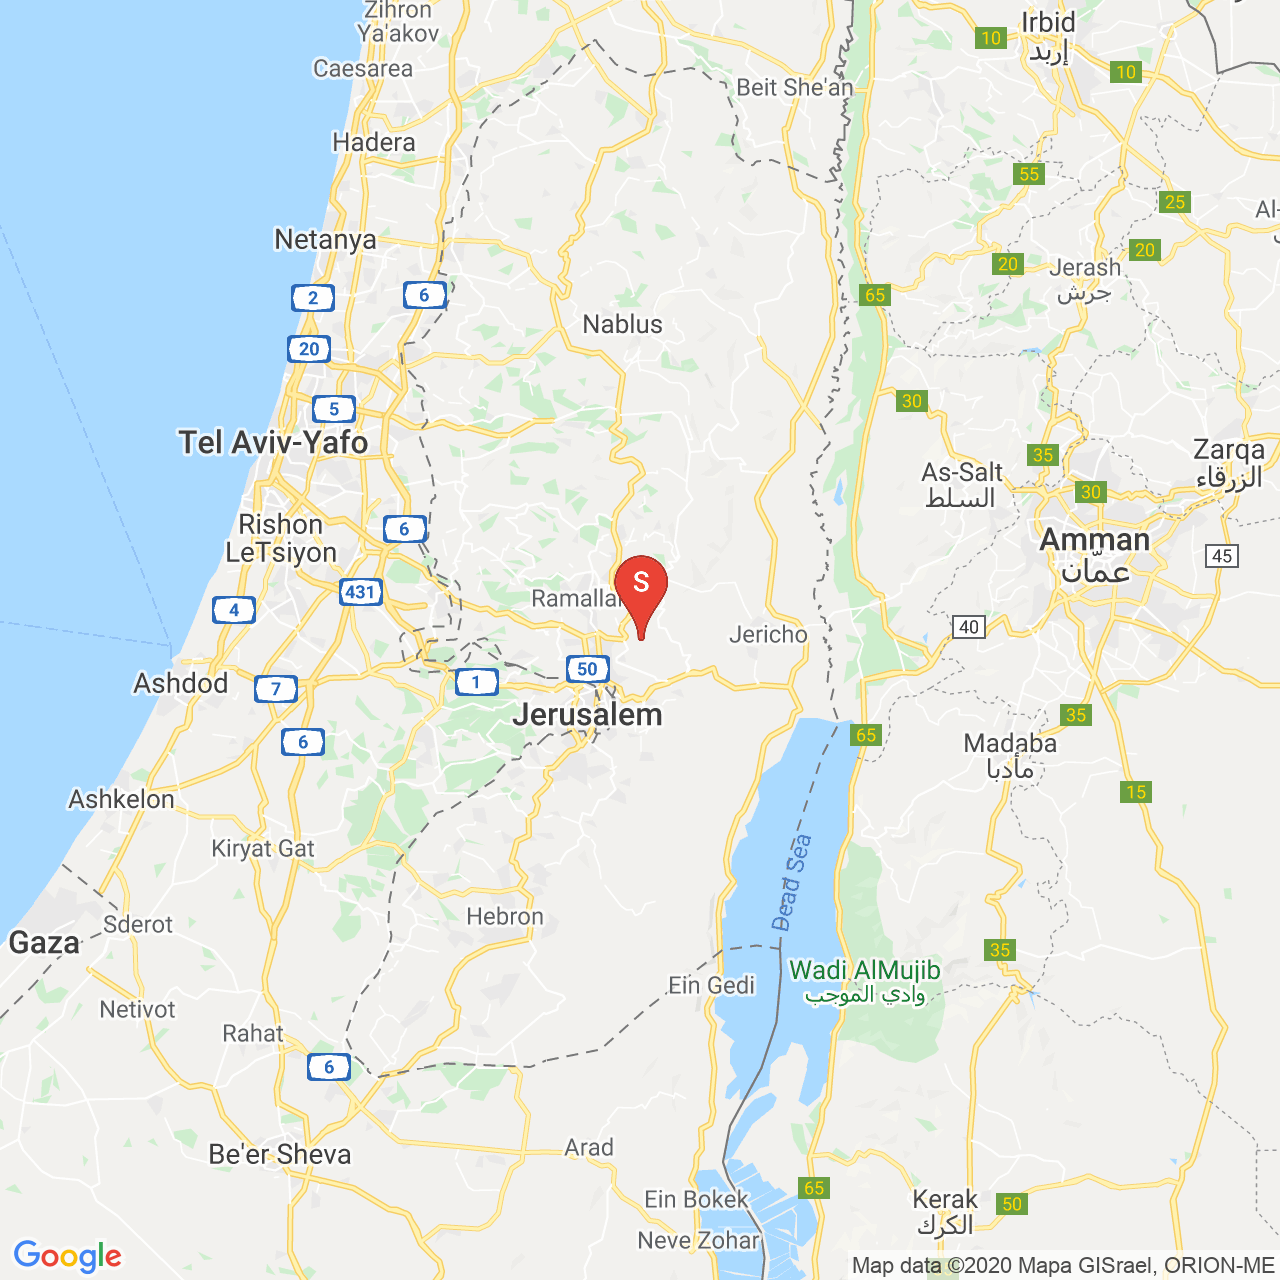 Zihron
Ya'akov
Caesarea
Irbid
إربد
10
10
Beit She'an
Hadera
55
25
Netanya
20
20
Jerash
جرش
2
6
65
Nablus
20
5
30
Tel Aviv-Yafo
35
Zarqa
الزرقاء
As-Salt
السلط
30
Rishon
LeTsiyon
6
Amman
عمّان
45
431
S
4
Ramallah
Jericho
40
50
1
7
Ashdod
Jerusalem
35
6
65
Madaba
مأدبا
Ashkelon
15
Kiryat Gat
Dead Sea
Hebron
Sderot
Gaza
35
Wadi AlMujib
وادي الموجب
Ein Gedi
Netivot
Rahat
6
Be'er Sheva
Arad
65
Ein Bokek
Kerak
الكرك
50
Neve Zohar
Google
Map data ©2020 Mapa GISrael, ORION-ME